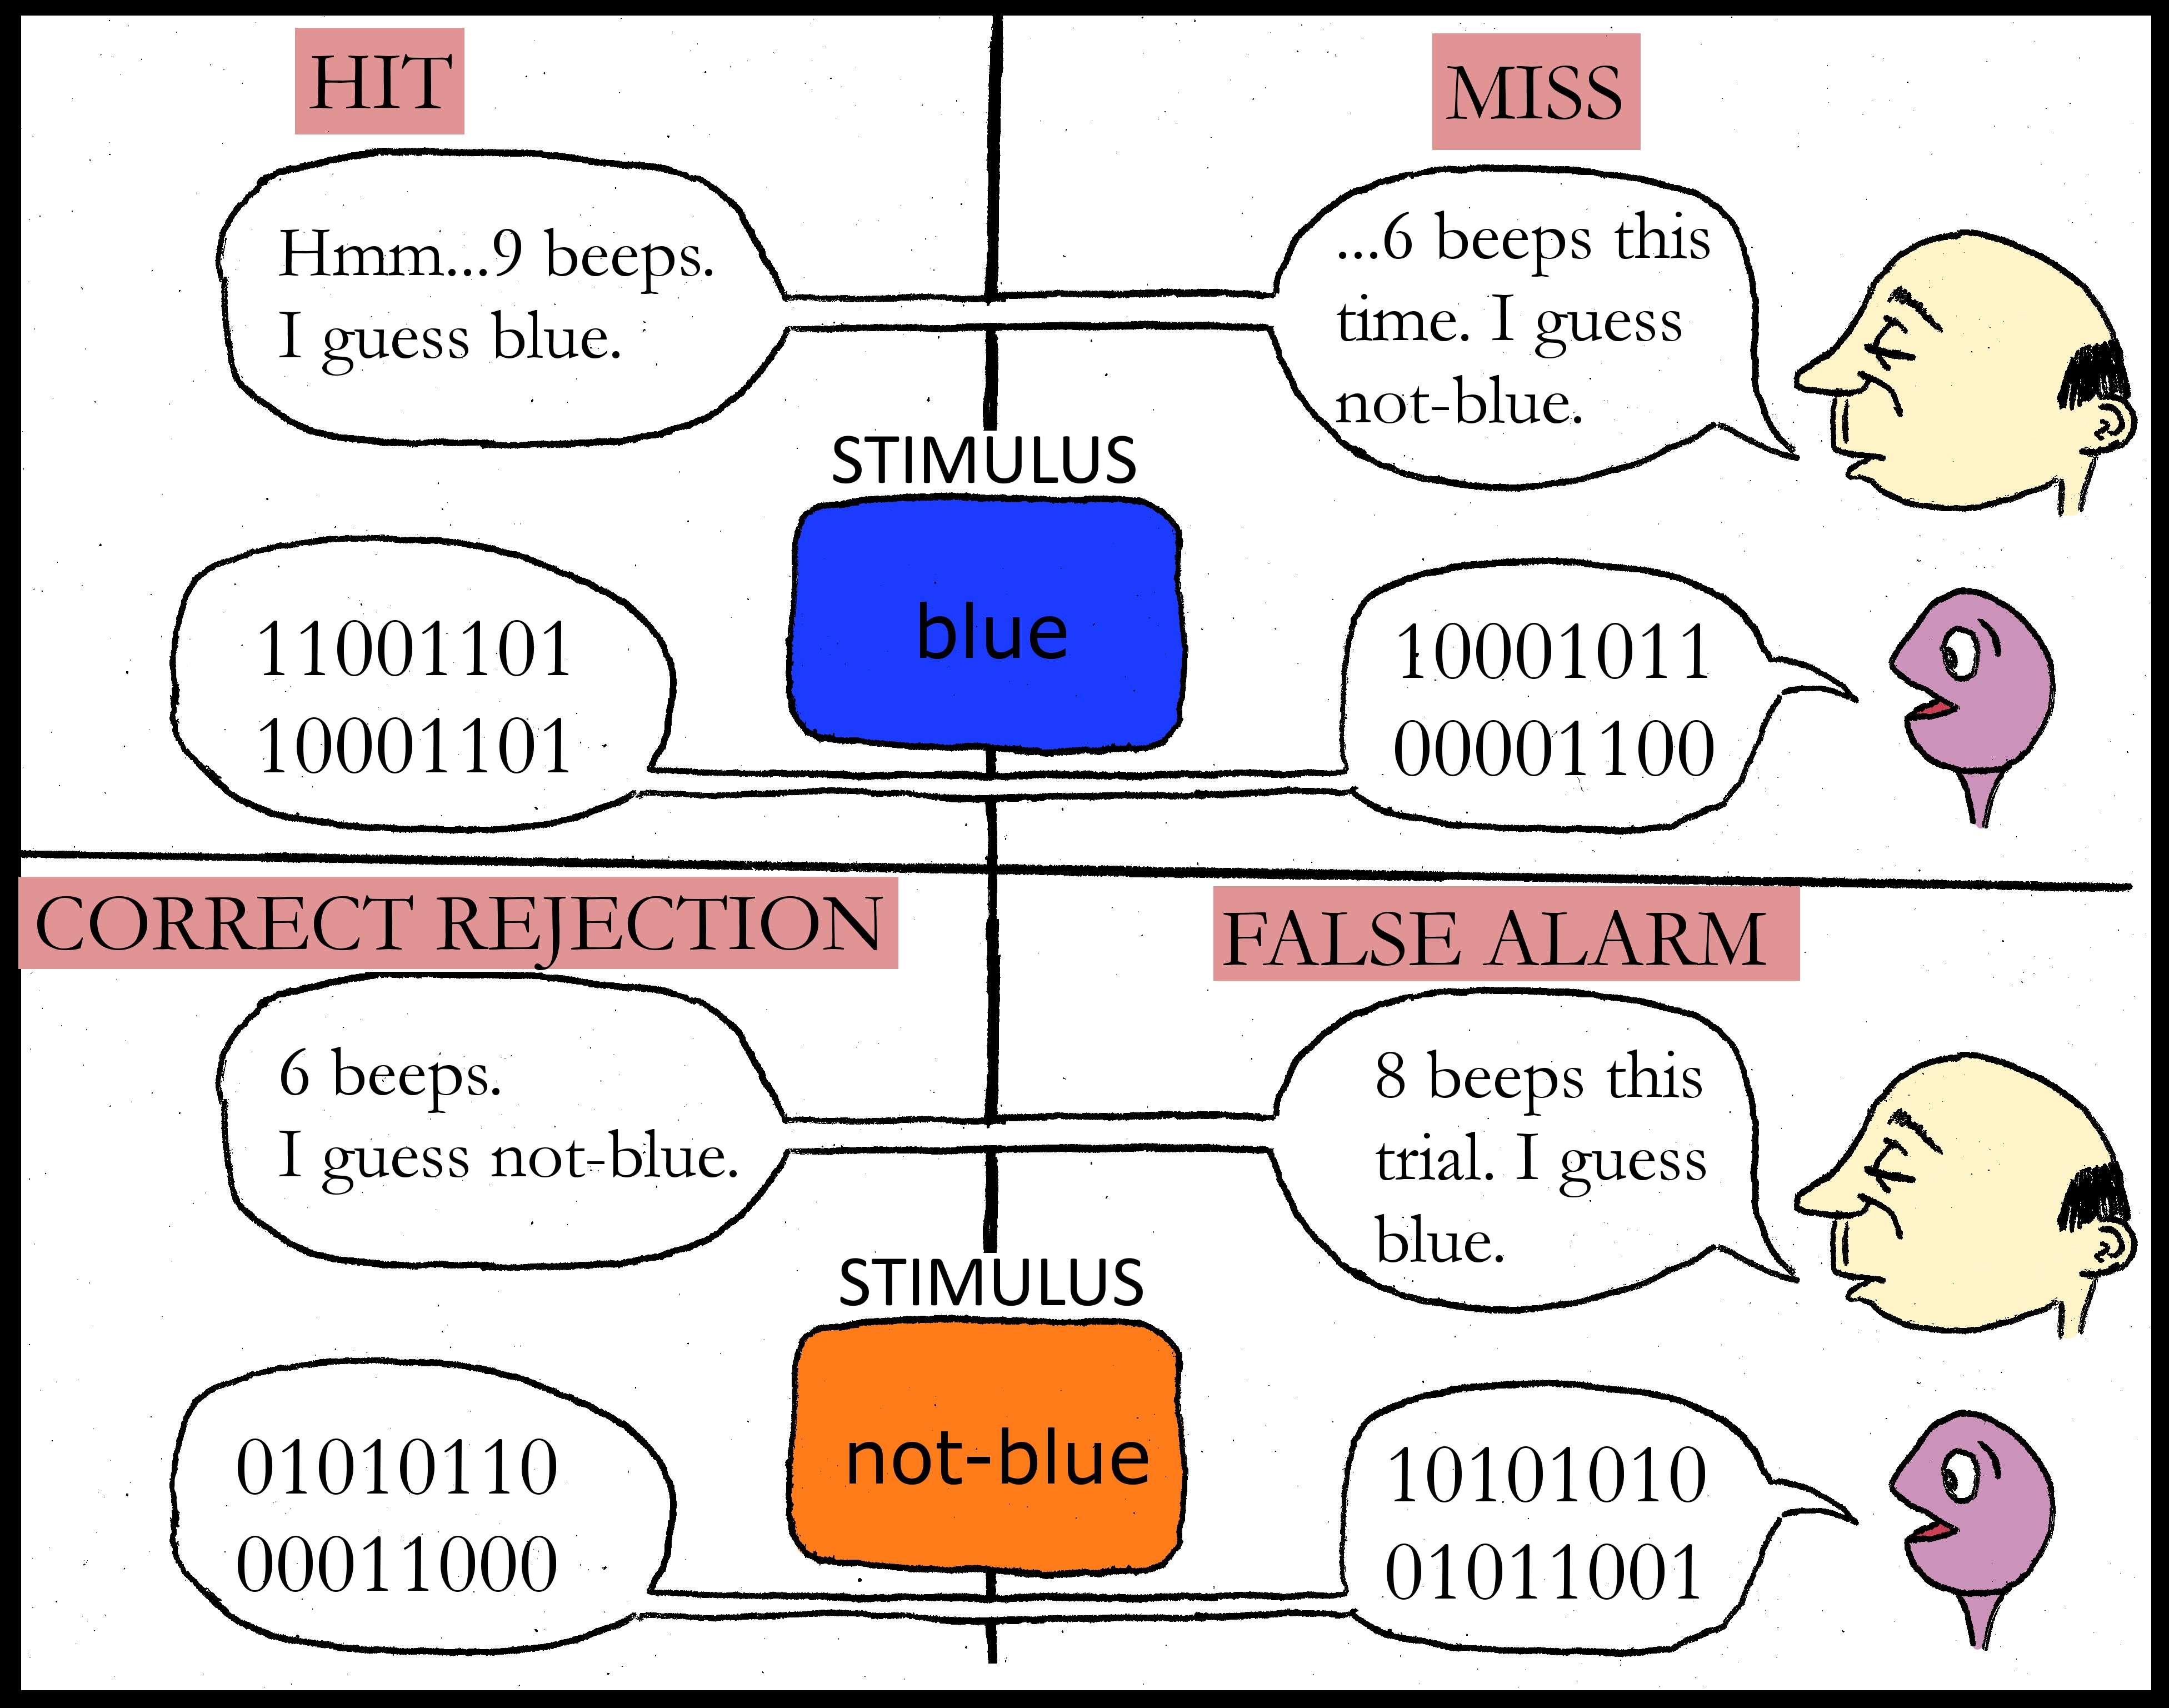 HIT
Hmm...9 beeps.
I guess blue.
MISS
...6 beeps this
time. I guess
not-blue.
STIMULUS
blue
11001101
10001101
10001011
00001100
CORRECT REJECTION
6 beeps.
I guess not-blue.
FALSE ALARM
8 beeps this
trial. I guess
blue.
STIMULUS
not-blue
01010110
00011000
10101010
01011001